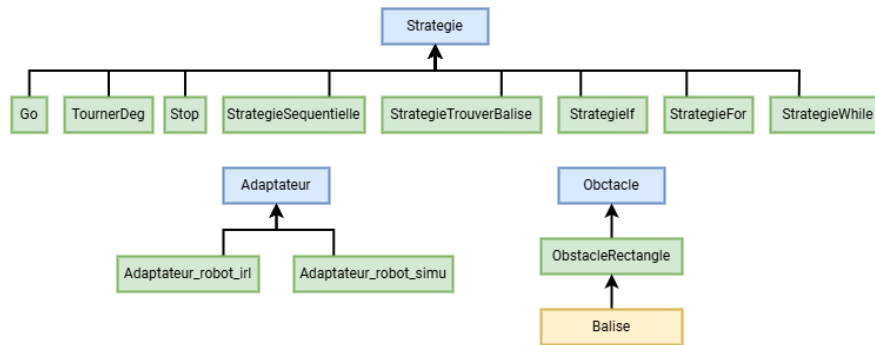 Strategie
Go
TournerDeg
Stop
StrategieSequentielle
StrategieTrouverBalise
StrategieIf
StrategieFor
StrategieWhile
Adaptateur
Obctacle
Adaptateur_robot_irl
Adaptateur_robot_simu
ObstacleRectangle
Balise